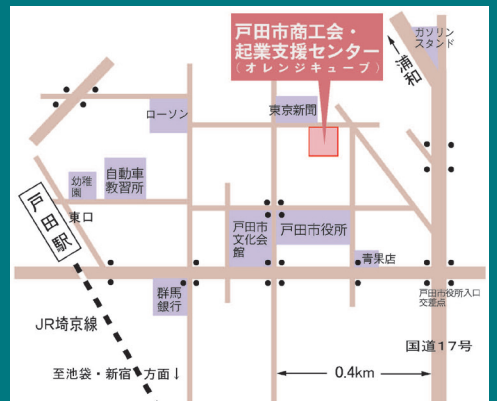 戸田市商工会・
起業支援センター
(オレンジキューブ)
ガソリン
スタンド
浦和
ローソン
東京新聞
幼稚
園
自動車
教習所
戸田駅
東口
戸田市
文化会
館
戸田市役所
青果店
群馬
銀行
戸田市役所入口
交差点
JR埼京線
国道17号
至池袋・新宿 方面↓
0.4km